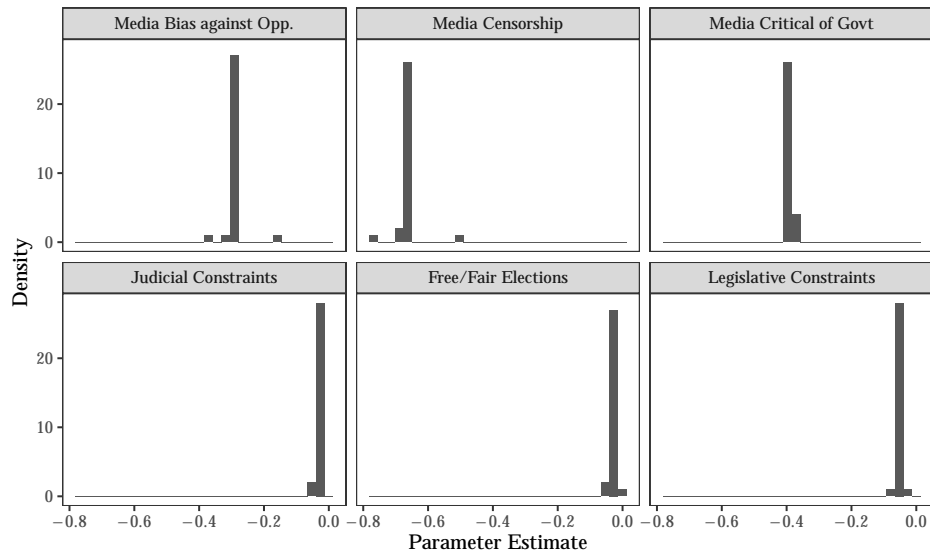 Media Bias against Opp.
Media Censorship
Media Critical of Govt
20
10
0
Judicial Constraints
Free/Fair Elections
Legislative Constraints
20
10
0
−0.8 −0.6 −0.4 −0.2 0.0
−0.8 −0.6 −0.4 −0.2 0.0
−0.8 −0.6 −0.4 −0.2 0.0
Density
Parameter Estimate